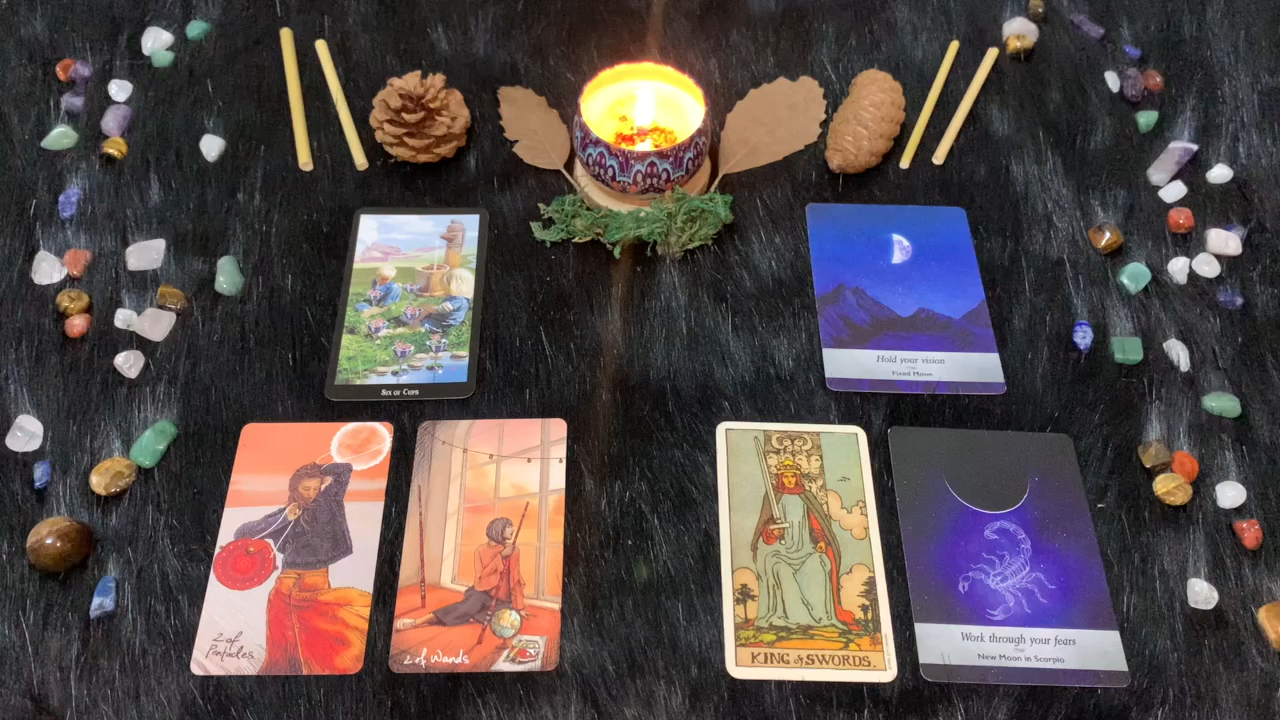 Six of Cups
Hold your vision
Fixed Moon
2 of
Pentacles
2 of Wands
KING of SWORDS.
Work through your fears
New Moon in Scorpio